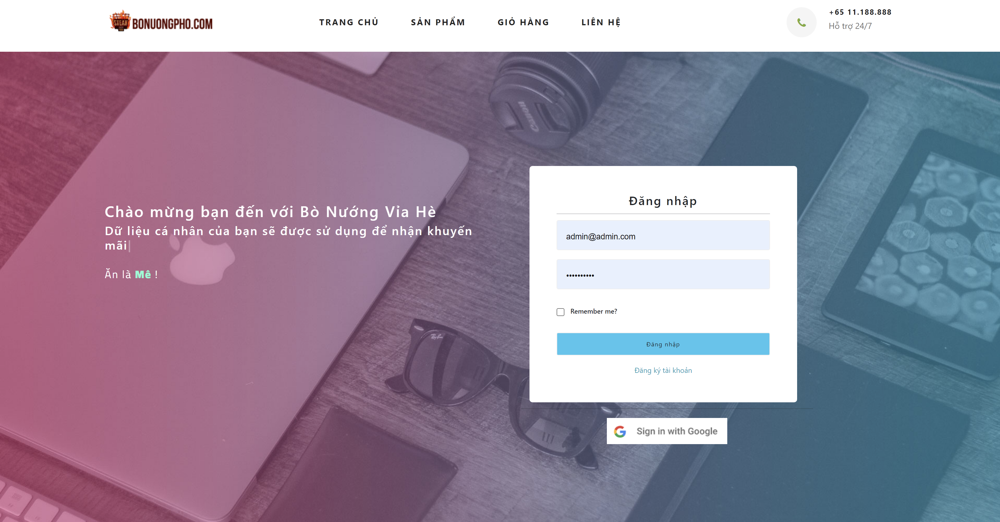 STEAK
BONUONGPHO.COM
TRANG CHỦ
SẢN PHẨM
GIỎ HÀNG
LIÊN HỆ
+65 11.188.888
Hỗ trợ 24/7
Canon
Chào mừng bạn đến với Bò Nướng Vỉa Hè
Dữ liệu cá nhân của bạn sẽ được sử dụng để nhận khuyến
mãi
Ăn là Mê !
Đăng nhập
admin@admin.com
••••••••••
Remember me?
Đăng nhập
Đăng ký tài khoản
Ray-Ban
Sign in with Google